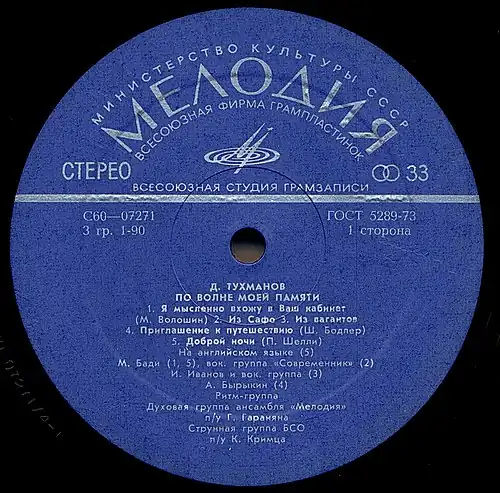 МИНИСТЕРСТВО КУЛЬТУРЫ СССР
МЕЛОДИЯ
ВСЕСОЮЗНАЯ ФИРМА ГРАМПЛАСТИНОК
СТЕРЕО
33
ВСЕСОЮЗНАЯ СТУДИЯ ГРАМЗАПИСИ
С60—07271 ГОСТ 5289-73
3 гр. 1-90 1 сторона
Д. ТУХМАНОВ
ПО ВОЛНЕ МОЕЙ ПАМЯТИ
1. Я мысленно вхожу в Ваш кабинет
(М. Волошин) 2. Из Сафо 3. Из вагантов
4. Приглашение к путешествию (Ш. Бодлер)
5. Доброй ночи (П. Шелли)
На английском языке (5)
М. Бади (1, 5), вок. группа «Современник» (2)
И. Иванов и вок. группа (3)
А. Бырыкин (4)
Ритм-группа
Духовая группа ансамбля «Мелодия»
п/у Г. Гараняна
Струнная группа БСО
п/у К. Кримца